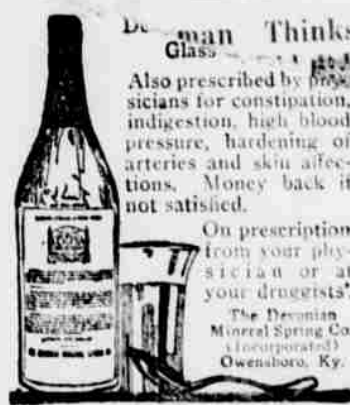 man Thinks
Glass
Also prescribed by phy-
sicians for constipation,
indigestion, high blood
pressure, hardening of
arteries and skin affec-
tions. Money back if
not satisfied.
On prescription
from your phy-
sician or at
your druggists'.
The Devonian
Mineral Spring Co.
(Incorporated)
Owensboro, Ky.